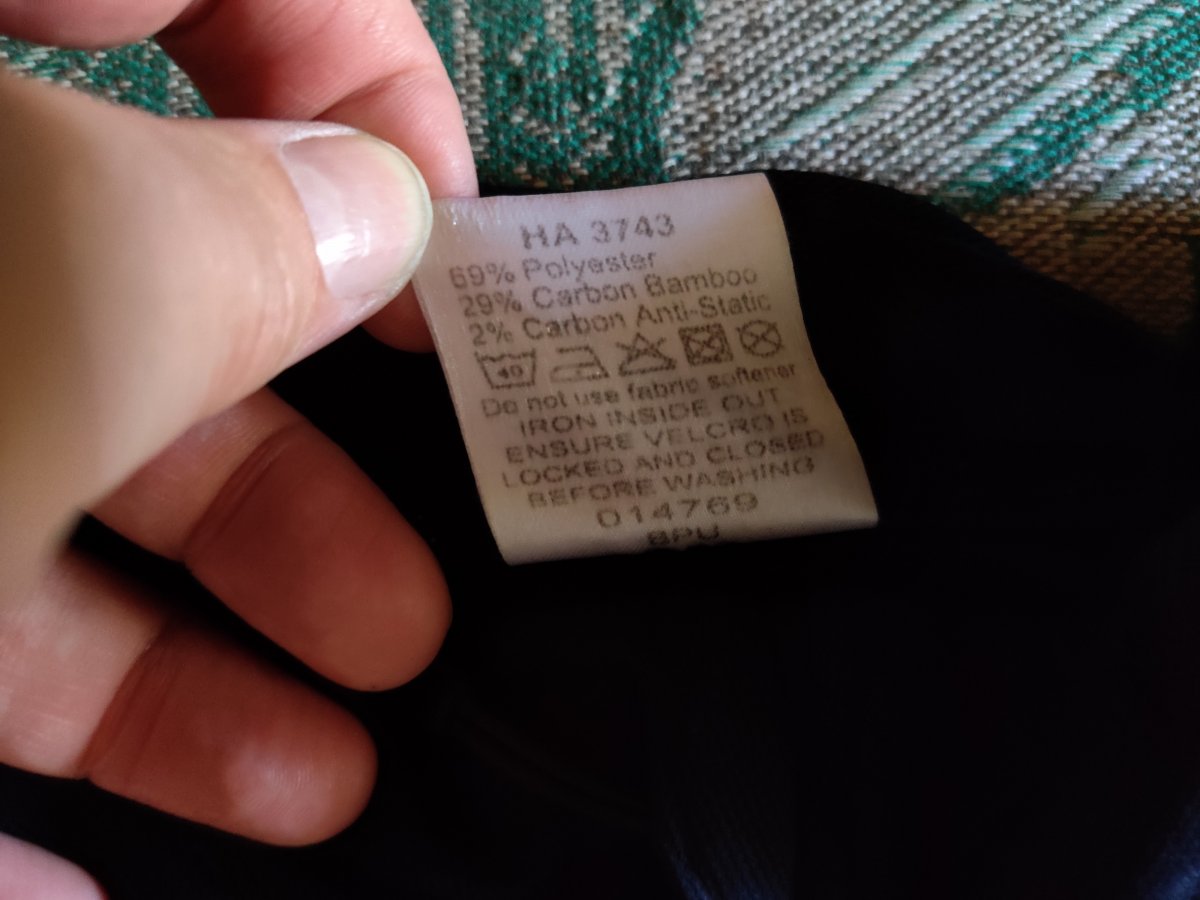 HA 3743
69% Polyester
29% Carbon Bamboo
2% Carbon Anti-Static
40
Do not use fabric softener
IRON INSIDE OUT
ENSURE VELCRO IS
LOCKED AND CLOSED
BEFORE WASHING
014769
BPU